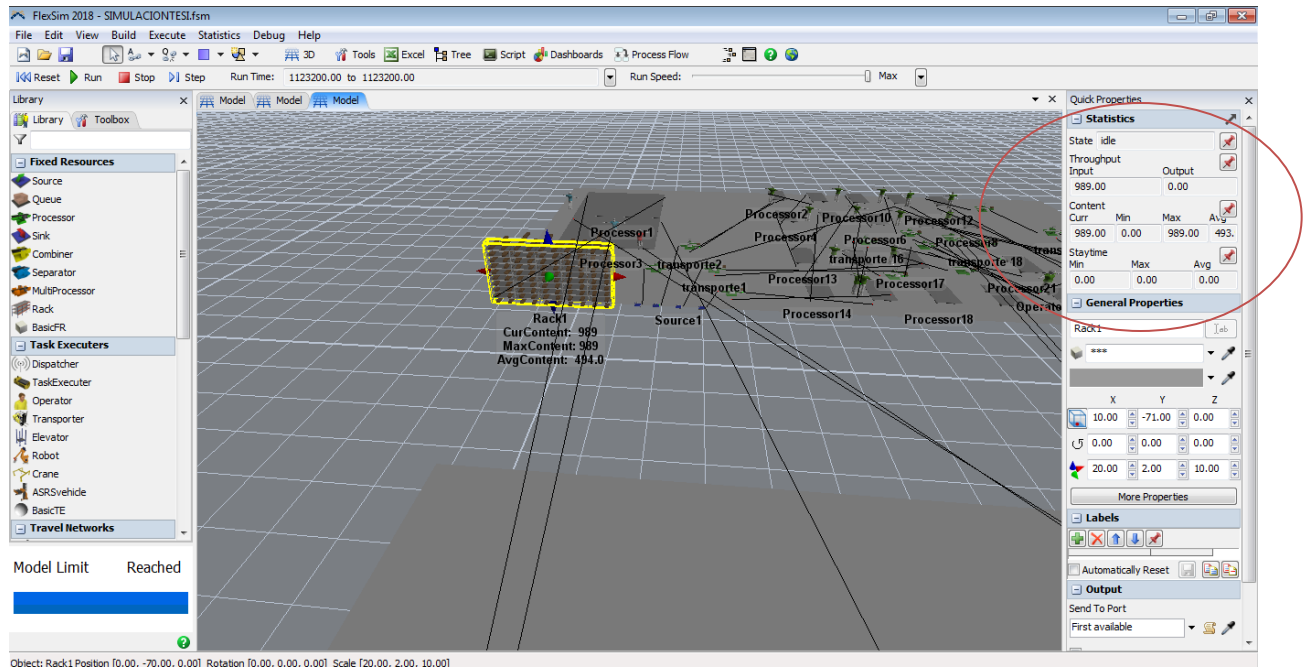 FlexSim 2018 - SIMULACIONTESI.fsm
File Edit View Build Execute Statistics Debug Help
3D Tools Excel Tree Script Dashboards Process Flow
Reset Run Stop Step Run Time: 1123200.00 to 1123200.00 Run Speed: Max
Library
Model Model Model
Quick Properties
Library Toolbox
Fixed Resources
Source
Queue
Processor
Sink
Combiner
Separator
MultiProcessor
Rack
BasicFR
Task Executers
Dispatcher
TaskExecuter
Operator
Transporter
Elevator
Robot
Crane
ASRSvehicle
BasicTE
Travel Networks
Model Limit Reached
Processor2 Processor10 Processor12
Processor1
Processor4 Processor6 Processor8
Processor3 transporte2 transporte 16 transporte 18
transporte1 Processor13 Processor17 Processor21
Rack1 Source1 Processor14 Processor18
CurContent: 989
MaxContent: 989
AvgContent: 494.0
Statistics
State idle
Throughput
Input Output
989.00 0.00
Content
Curr Min Max Avg
989.00 0.00 989.00 493.
Staytime
Min Max Avg
0.00 0.00 0.00
General Properties
Rack1
***
X Y Z
10.00 -71.00 0.00
0.00 0.00 0.00
20.00 2.00 10.00
More Properties
Labels
Automatically Reset
Output
Send To Port
First available
Object: Rack1 Position [0.00, -70.00, 0.00] Rotation [0.00, 0.00, 0.00] Scale [20.00, 2.00, 10.00]